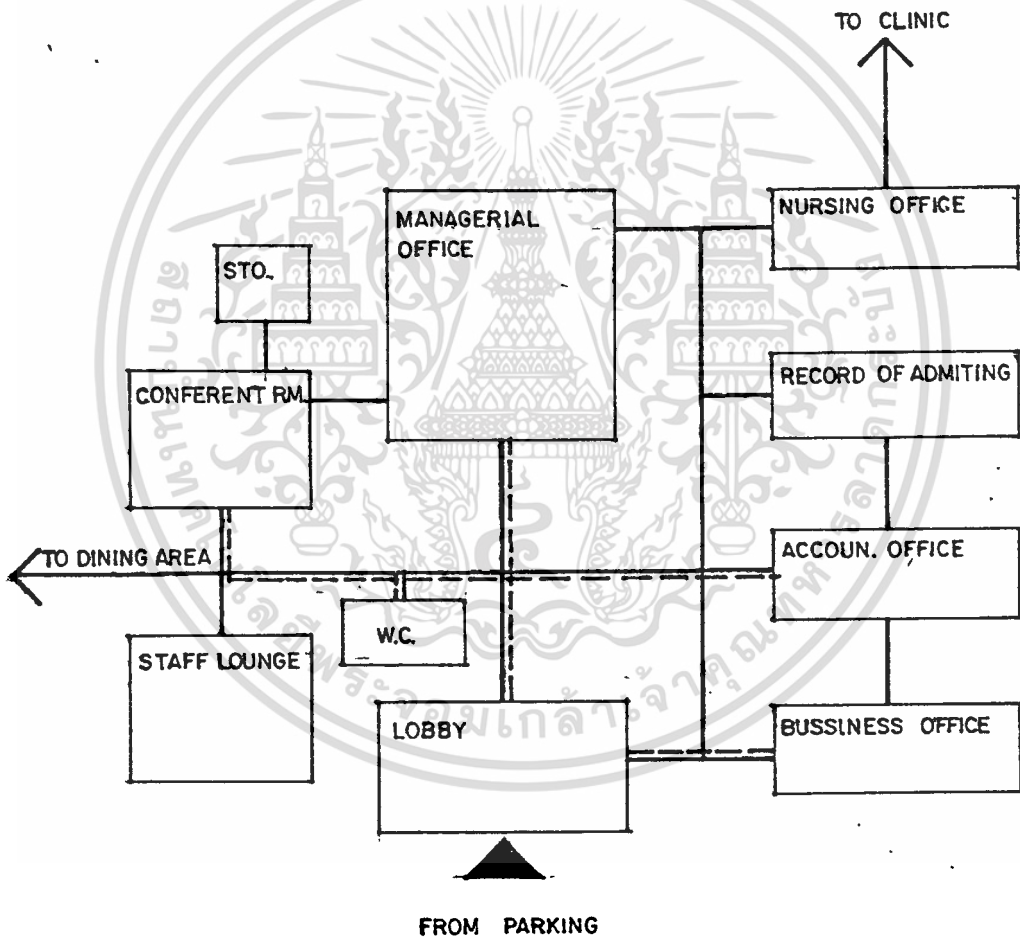 TO CLINIC
MANAGERIAL
OFFICE
NURSING OFFICE
STO.
CONFERENT RM.
RECORD OF ADMITING
TO DINING AREA
ACCOUN. OFFICE
W.C.
STAFF LOUNGE
LOBBY
BUSSINESS OFFICE
FROM PARKING